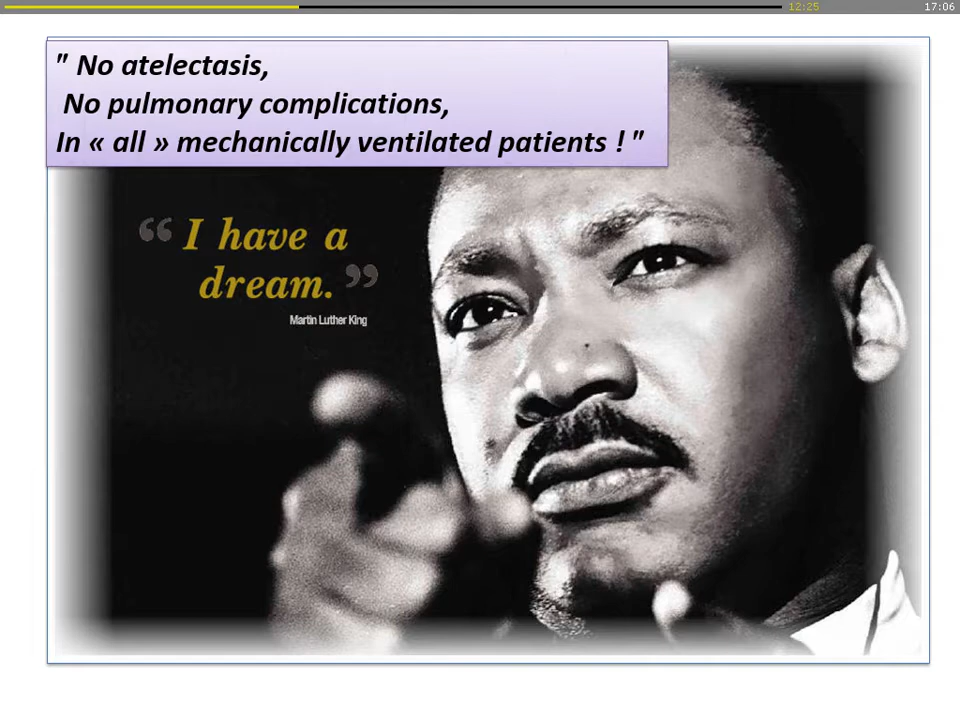 12:25
17:06
" No atelectasis,
No pulmonary complications,
In « all » mechanically ventilated patients ! "
“ I have a
dream. ”
Martin Luther King